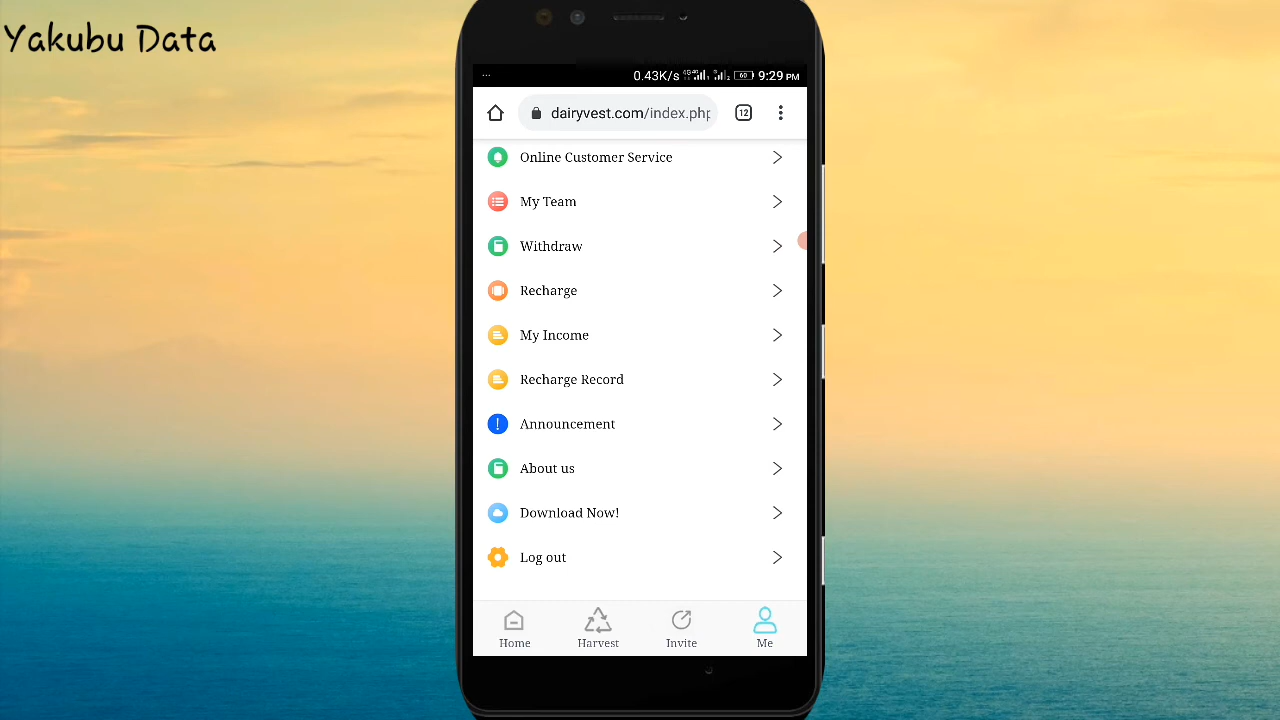 Yakubu Data
... 0.43K/s 60 9:29 PM
dairyvest.com/index.php 12
Online Customer Service
My Team
Withdraw
Recharge
My Income
Recharge Record
Announcement
About us
Download Now!
Log out
Home Harvest Invite Me